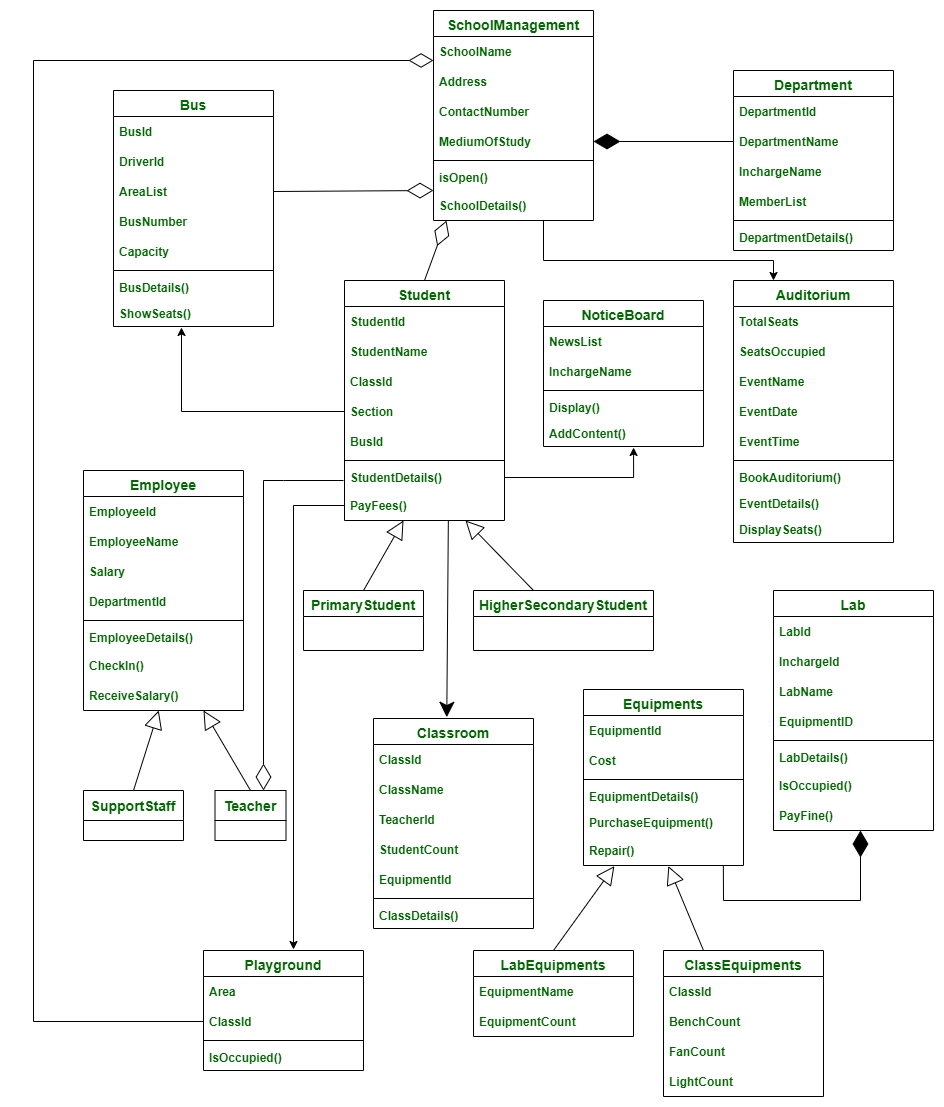 SchoolManagement
SchoolName
Address
ContactNumber
MediumOfStudy
isOpen()
SchoolDetails()
Department
DepartmentId
DepartmentName
InchargeName
MemberList
DepartmentDetails()
Bus
BusId
DriverId
AreaList
BusNumber
Capacity
BusDetails()
ShowSeats()
Student
StudentId
StudentName
ClassId
Section
BusId
StudentDetails()
PayFees()
NoticeBoard
NewsList
InchargeName
Display()
AddContent()
Auditorium
TotalSeats
SeatsOccupied
EventName
EventDate
EventTime
BookAuditorium()
EventDetails()
DisplaySeats()
Employee
EmployeeId
EmployeeName
Salary
DepartmentId
EmployeeDetails()
CheckIn()
ReceiveSalary()
PrimaryStudent
HigherSecondaryStudent
Lab
LabId
InchargeId
LabName
EquipmentID
LabDetails()
IsOccupied()
PayFine()
Equipments
EquipmentId
Cost
EquipmentDetails()
PurchaseEquipment()
Repair()
Classroom
ClassId
ClassName
TeacherId
StudentCount
EquipmentId
ClassDetails()
SupportStaff
Teacher
Playground
Area
ClassId
IsOccupied()
LabEquipments
EquipmentName
EquipmentCount
ClassEquipments
ClassId
BenchCount
FanCount
LightCount